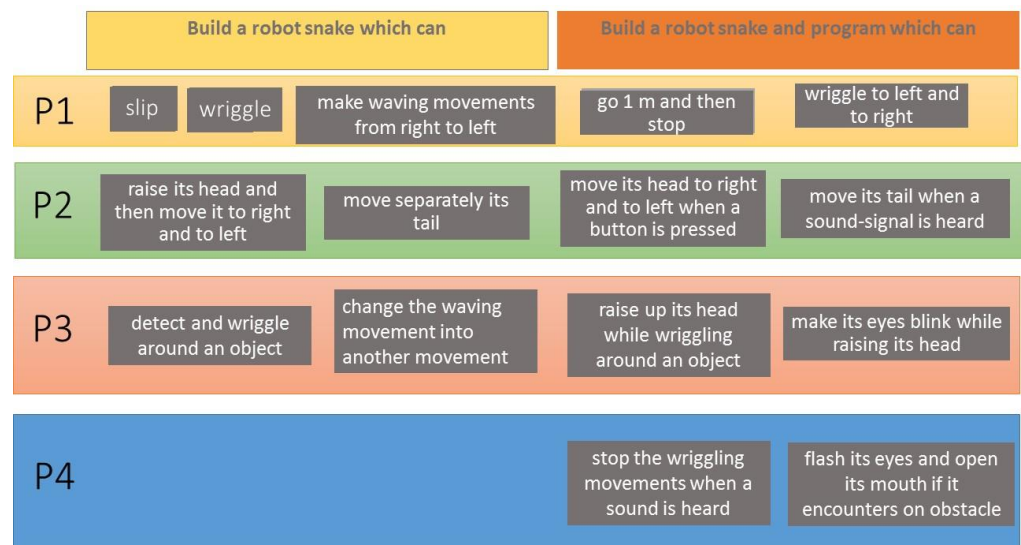 Build a robot snake which can
Build a robot snake and program which can
P1
slip
wriggle
make waving movements
from right to left
go 1 m and then
stop
wriggle to left and
to right
P2
raise its head and
then move it to right
and to left
move separately its
tail
move its head to right
and to left when a
button is pressed
move its tail when a
sound-signal is heard
P3
detect and wriggle
around an object
change the waving
movement into
another movement
raise up its head
while wriggling
around an object
make its eyes blink while
raising its head
P4
stop the wriggling
movements when a
sound is heard
flash its eyes and open
its mouth if it
encounters on obstacle